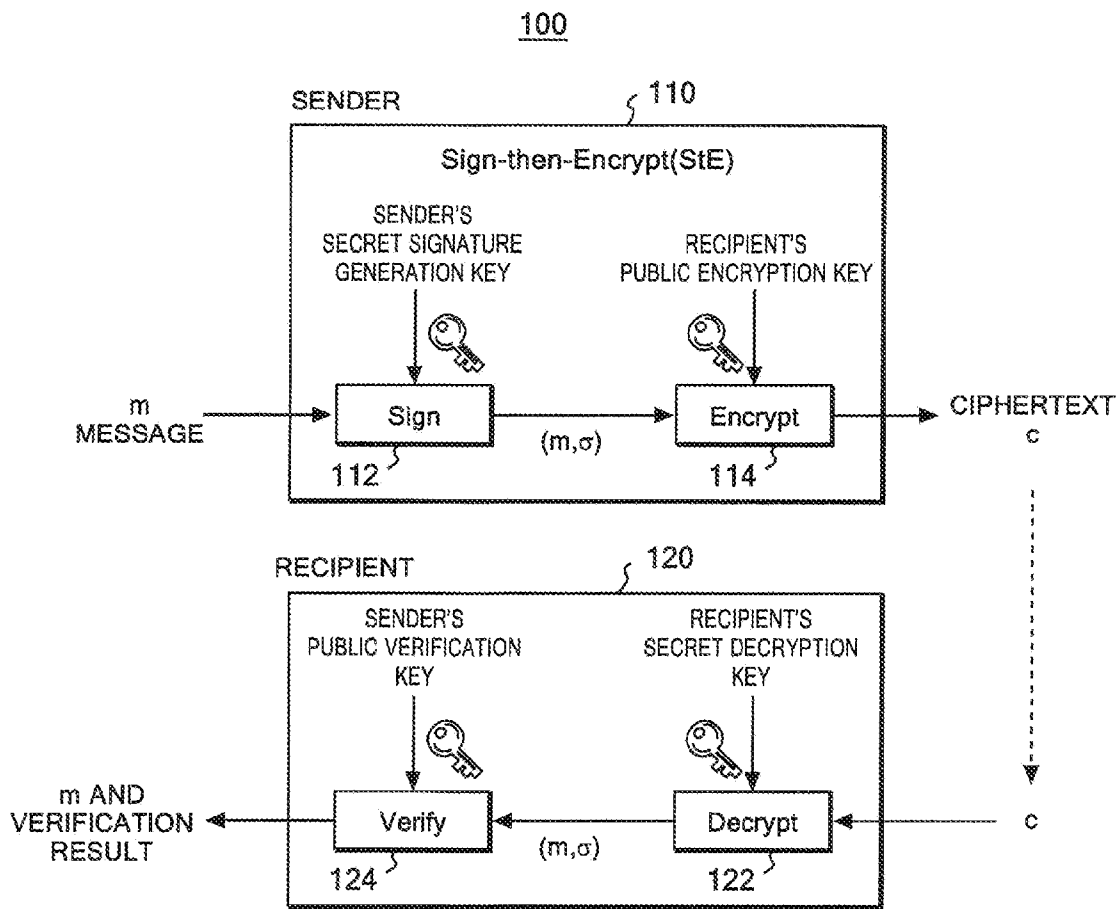 100
SENDER
110
Sign-then-Encrypt(StE)
SENDER'S
SECRET SIGNATURE
GENERATION KEY
RECIPIENT'S
PUBLIC ENCRYPTION KEY
m
MESSAGE
Sign
(m,σ)
Encrypt
CIPHERTEXT
c
112
114
RECIPIENT
120
SENDER'S
PUBLIC VERIFICATION
KEY
RECIPIENT'S
SECRET DECRYPTION
KEY
m AND
VERIFICATION
RESULT
Verify
(m,σ)
Decrypt
c
124
122